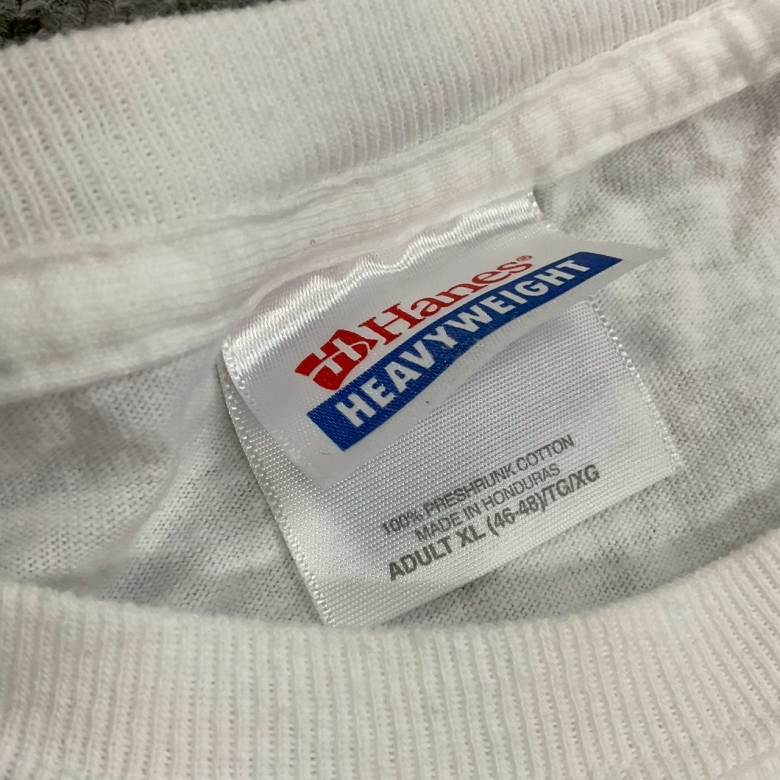 Hanes®
HEAVYWEIGHT
100% PRESHRUNK COTTON
MADE IN HONDURAS
ADULT XL (46-48)/TG/XG